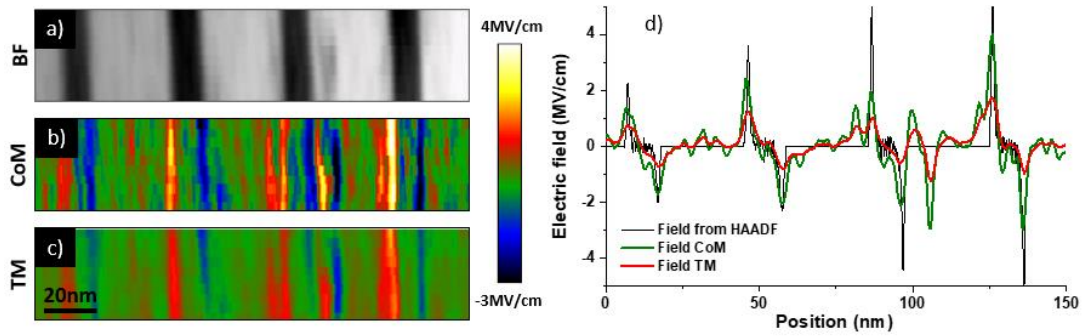 a)
BF
b)
CoM
c)
TM
20nm
4MV/cm
-3MV/cm
d)
Electric field (MV/cm)
4
2
0
-2
-4
Field from HAADF
Field CoM
Field TM
0 50 100 150
Position (nm)